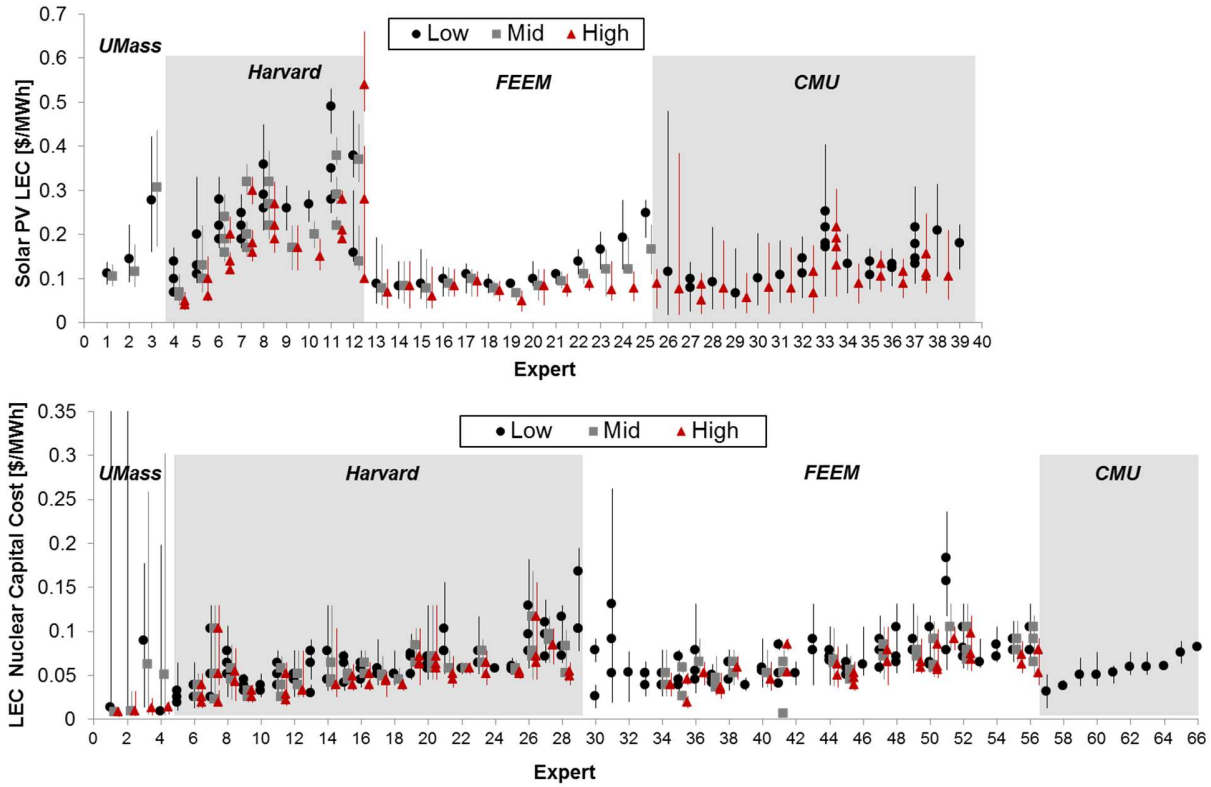 0.7
Low Mid High
UMass
0.6
Harvard
FEEM
CMU
0.5
0.4
0.3
0.2
0.1
0
Solar PV LEC [$/MWh]
0 1 2 3 4 5 6 7 8 9 10 11 12 13 14 15 16 17 18 19 20 21 22 23 24 25 26 27 28 29 30 31 32 33 34 35 36 37 38 39 40
Expert
0.35
Low Mid High
0.3
UMass
Harvard
FEEM
CMU
0.25
0.2
0.15
0.1
0.05
0
LEC Nuclear Capital Cost [$/MWh]
0 2 4 6 8 10 12 14 16 18 20 22 24 26 28 30 32 34 36 38 40 42 44 46 48 50 52 54 56 58 60 62 64 66
Expert